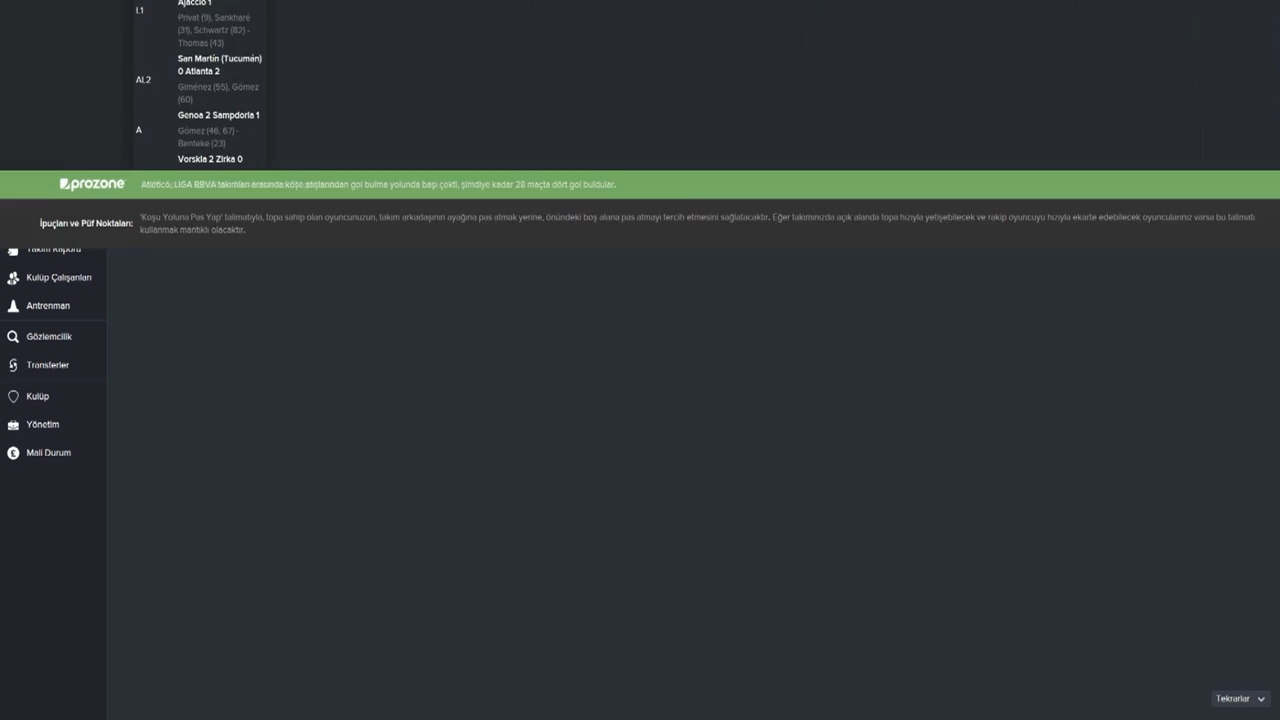 L1
Ajaccio 1
Privat (9), Sankharé
(31), Schwartz (82) -
Thomas (43)
San Martín (Tucumán)
0 Atlanta 2
AL2
Giménez (55), Gómez
(60)
Genoa 2 Sampdoria 1
A
Gómez (46, 67) -
Benteke (23)
Vorskla 2 Zirka 0
prozone
Atlético, LIGA BBVA takımları arasında köşe atışlarından gol bulma yolunda başı çekti, şimdiye kadar 28 maçta dört gol buldular.
İpuçları ve Püf Noktaları:
'Koşu Yoluna Pas Yap' talimatıyla, topa sahip olan oyuncunuzun, takım arkadaşının ayağına pas atmak yerine, önündeki boş alana pas atmayı tercih etmesini sağlatacaktır. Eğer takımınızda açık alanda topa hızıyla yetişebilecek ve rakip oyuncuyu hızıyla ekarte edebilecek oyuncularınız varsa bu talimatı
kullanmak mantıklı olacaktır.
Takım Raporu
Kulüp Çalışanları
Antrenman
Gözlemcilik
Transferler
Kulüp
Yönetim
Mali Durum
Tekrarlar